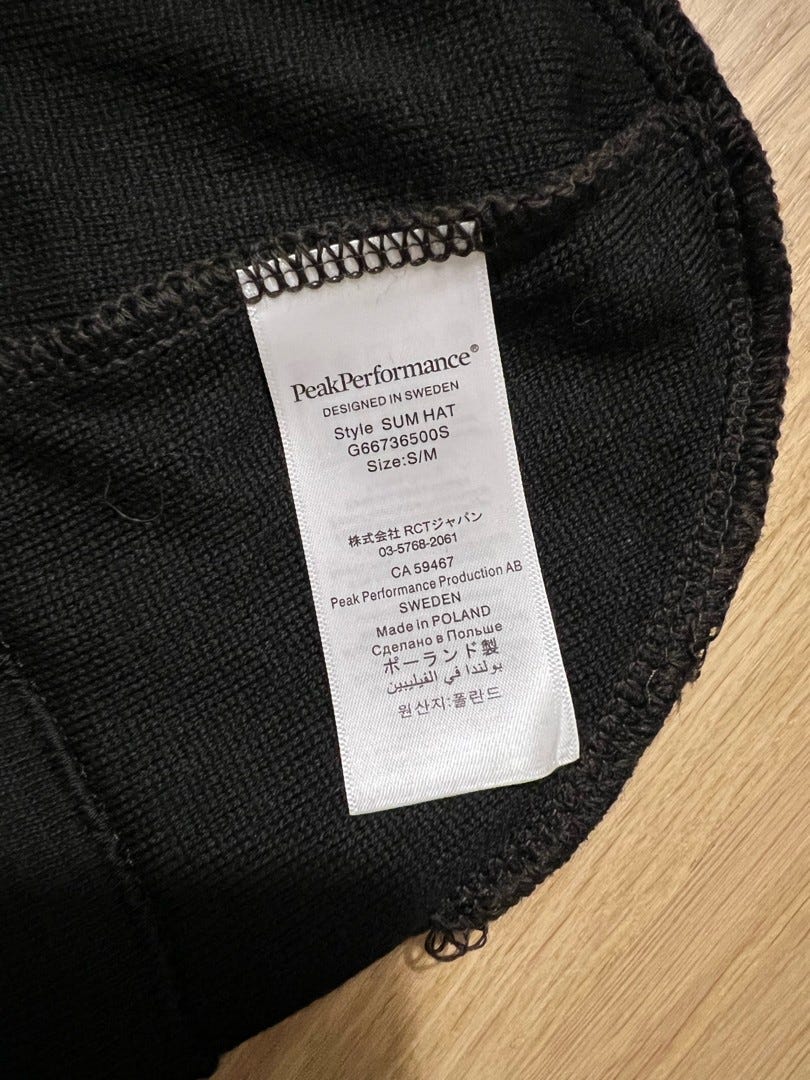 PeakPerformance®
DESIGNED IN SWEDEN
Style SUM HAT
G66736500S
Size:S/M
株式会社 RCTジャパン
03-5768-2061
CA 59467
Peak Performance Production AB
SWEDEN
Made in POLAND
Сделано в Польше
ポーランド製
بولندا في الفيليبين
원산지:폴란드